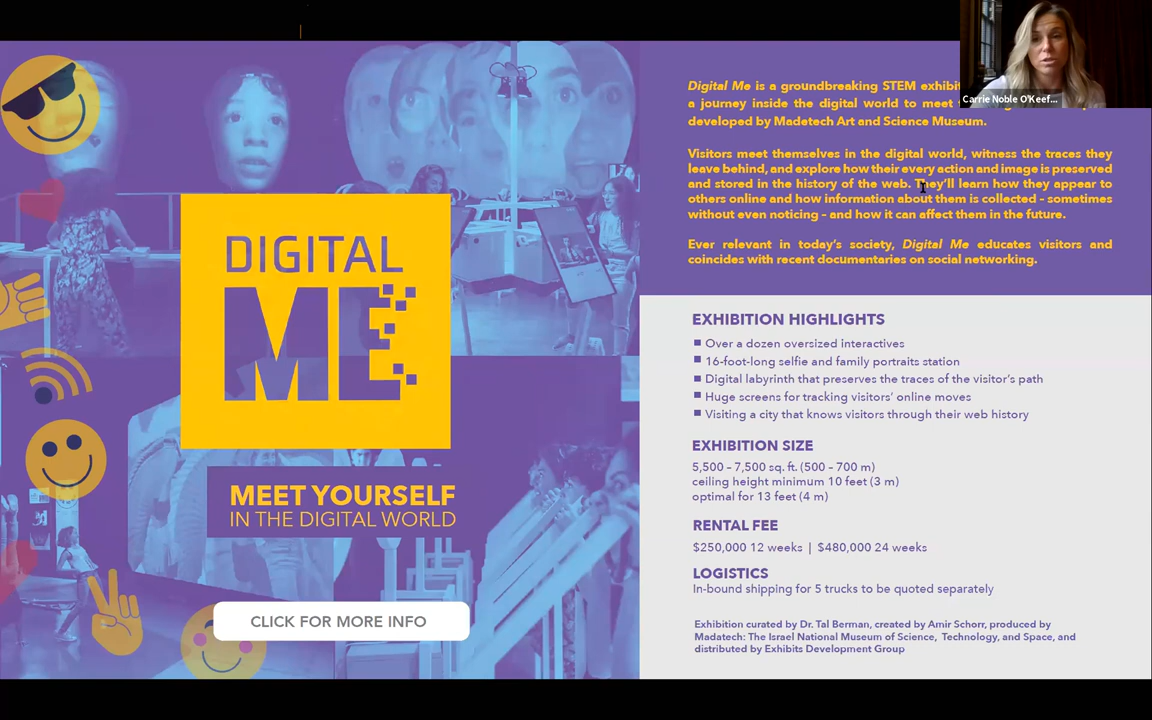 DIGITAL
ME
MEET YOURSELF
IN THE DIGITAL WORLD
CLICK FOR MORE INFO
Carrie Noble O'Keef...
Digital Me is a groundbreaking STEM exhibit
a journey inside the digital world to meet
developed by Madetech Art and Science Museum.
Visitors meet themselves in the digital world, witness the traces they
leave behind, and explore how their every action and image is preserved
and stored in the history of the web. They'll learn how they appear to
others online and how information about them is collected – sometimes
without even noticing – and how it can affect them in the future.
Ever relevant in today's society, Digital Me educates visitors and
coincides with recent documentaries on social networking.
EXHIBITION HIGHLIGHTS
Over a dozen oversized interactives
16-foot-long selfie and family portraits station
Digital labyrinth that preserves the traces of the visitor's path
Huge screens for tracking visitors' online moves
Visiting a city that knows visitors through their web history
EXHIBITION SIZE
5,500 – 7,500 sq. ft. (500 – 700 m)
ceiling height minimum 10 feet (3 m)
optimal for 13 feet (4 m)
RENTAL FEE
$250,000 12 weeks | $480,000 24 weeks
LOGISTICS
In-bound shipping for 5 trucks to be quoted separately
Exhibition curated by Dr. Tal Berman, created by Amir Schorr, produced by
Madatech: The Israel National Museum of Science, Technology, and Space, and
distributed by Exhibits Development Group